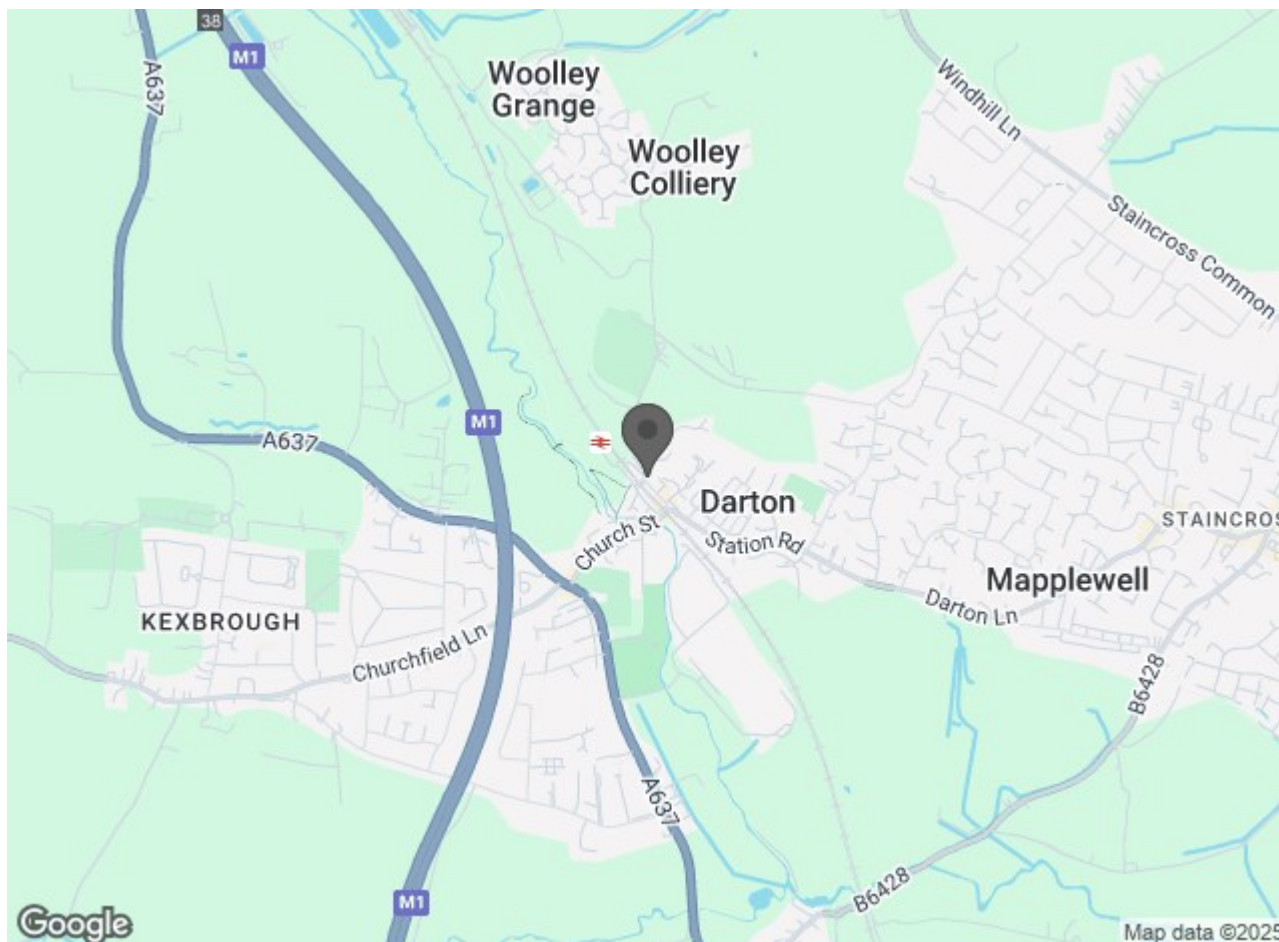 38
M1
A637
Woolley
Grange
Woolley
Colliery
Windhill Ln
Staincross Common
M1
A637
Darton
Church St
Station Rd
STAINCROS
Mapplewell
Darton Ln
KEXBROUGH
Churchfield Ln
B6428
A637
B6428
M1
Google
Map data ©2025